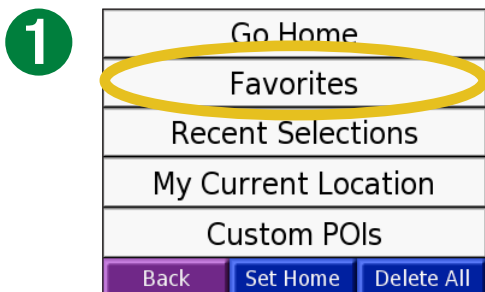 1
Go Home
Favorites
Recent Selections
My Current Location
Custom POIs
Back Set Home Delete All